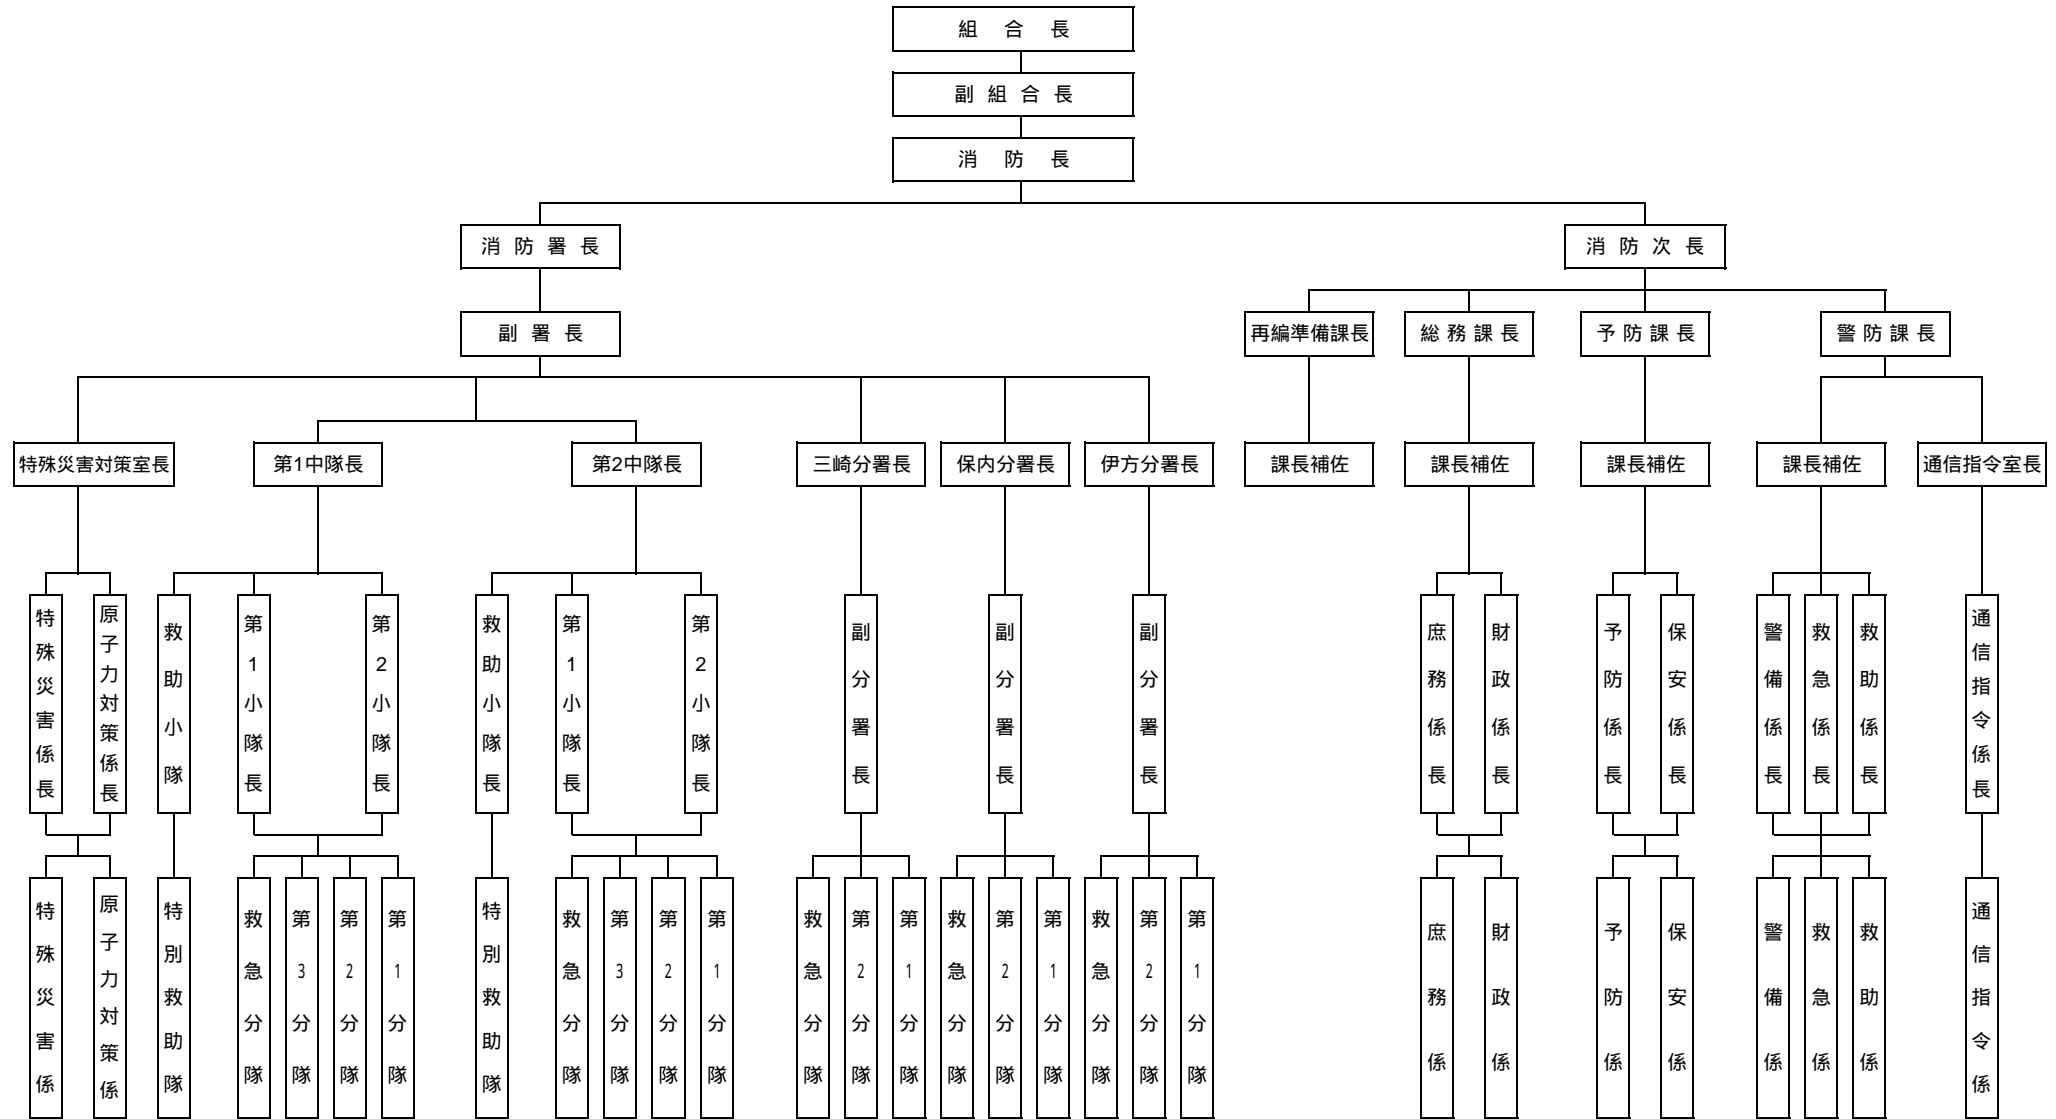 組合長
副組合長
消防長
消防署長
消防次長
副署長
再編準備課長
総務課長
予防課長
警防課長
特殊災害対策室長
第1中隊長
第2中隊長
三崎分署長
保内分署長
伊方分署長
課長補佐
課長補佐
課長補佐
課長補佐
通信指令室長
特殊災害係長
原子力対策係長
救助小隊
第1小隊長
第2小隊長
救助小隊長
第1小隊長
第2小隊長
副分署長
副分署長
副分署長
庶務係長
財政係長
予防係長
保安係長
警備係長
救急係長
救助係長
通信指令係長
特殊災害係
原子力対策係
特別救助隊
救急分隊
第3分隊
第2分隊
第1分隊
特別救助隊
救急分隊
第3分隊
第2分隊
第1分隊
救急分隊
第2分隊
第1分隊
救急分隊
第2分隊
第1分隊
救急分隊
第2分隊
第1分隊
庶務係
財政係
予防係
保安係
警備係
救急係
救助係
通信指令係